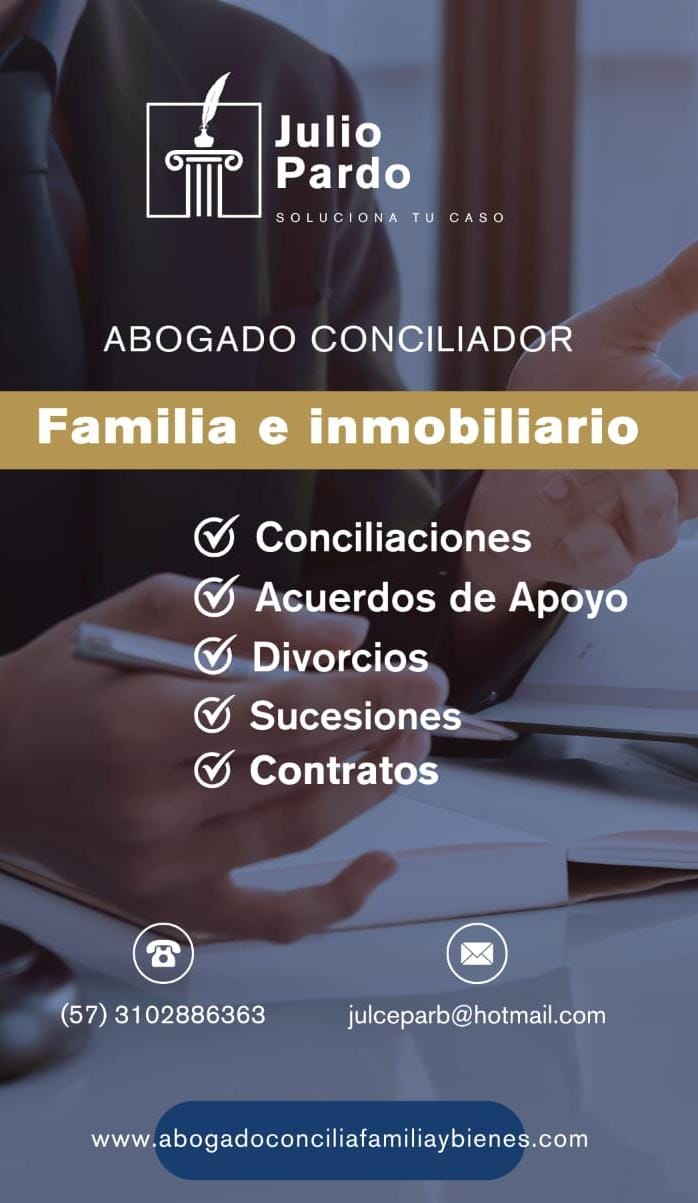 Julio
Pardo
SOLUCIONA TU CASO
ABOGADO CONCILIADOR
Familia e inmobiliario
Conciliaciones
Acuerdos de Apoyo
Divorcios
Sucesiones
Contratos
(57) 3102886363
julceparb@hotmail.com
www.abogadoconciliafamiliaybienes.com